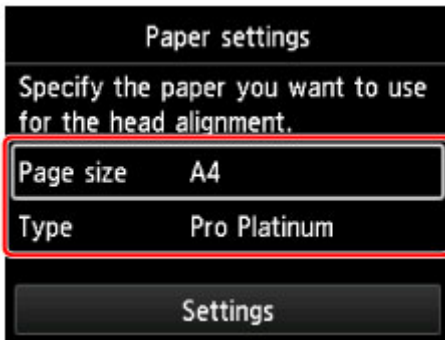 Paper settings
Specify the paper you want to use
for the head alignment.
Page size A4
Type Pro Platinum
Settings